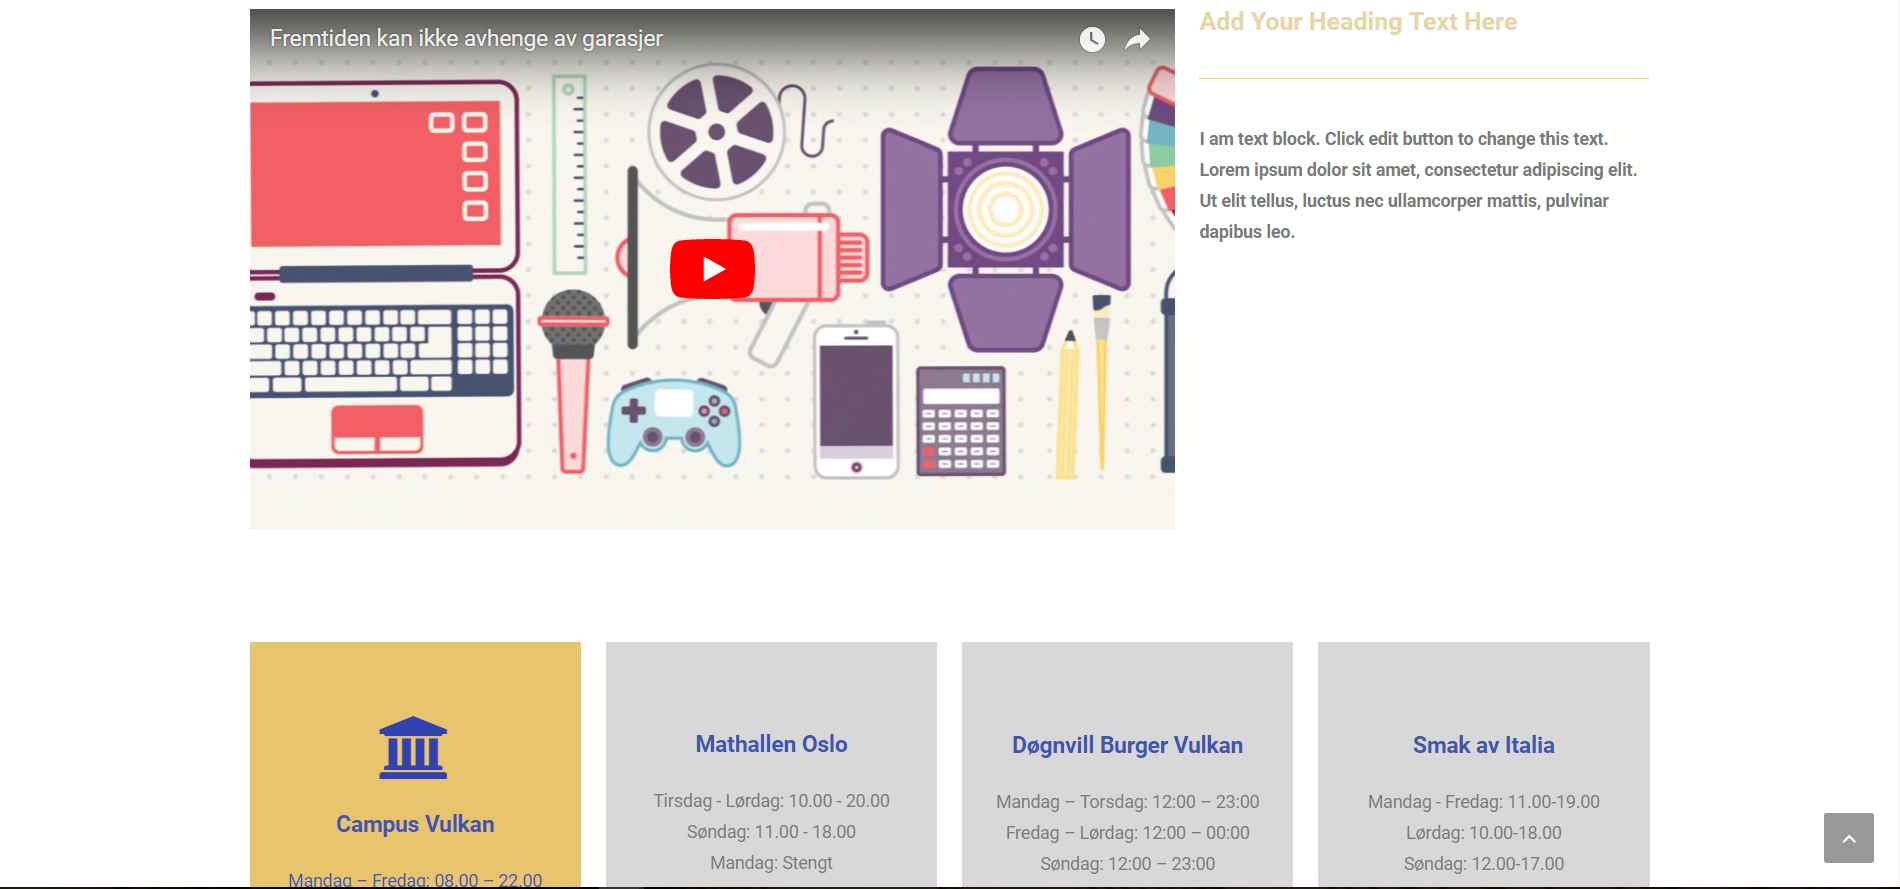 Fremtiden kan ikke avhenge av garasjer
Add Your Heading Text Here
I am text block. Click edit button to change this text.
Lorem ipsum dolor sit amet, consectetur adipiscing elit.
Ut elit tellus, luctus nec ullamcorper mattis, pulvinar
dapibus leo.
Campus Vulkan
Mandag – Fredag: 08.00 – 22.00
Mathallen Oslo
Tirsdag - Lørdag: 10.00 - 20.00
Søndag: 11.00 - 18.00
Mandag: Stengt
Døgnvill Burger Vulkan
Mandag – Torsdag: 12:00 – 23:00
Fredag – Lørdag: 12:00 – 00:00
Søndag: 12:00 – 23:00
Smak av Italia
Mandag - Fredag: 11.00-19.00
Lørdag: 10.00-18.00
Søndag: 12.00-17.00